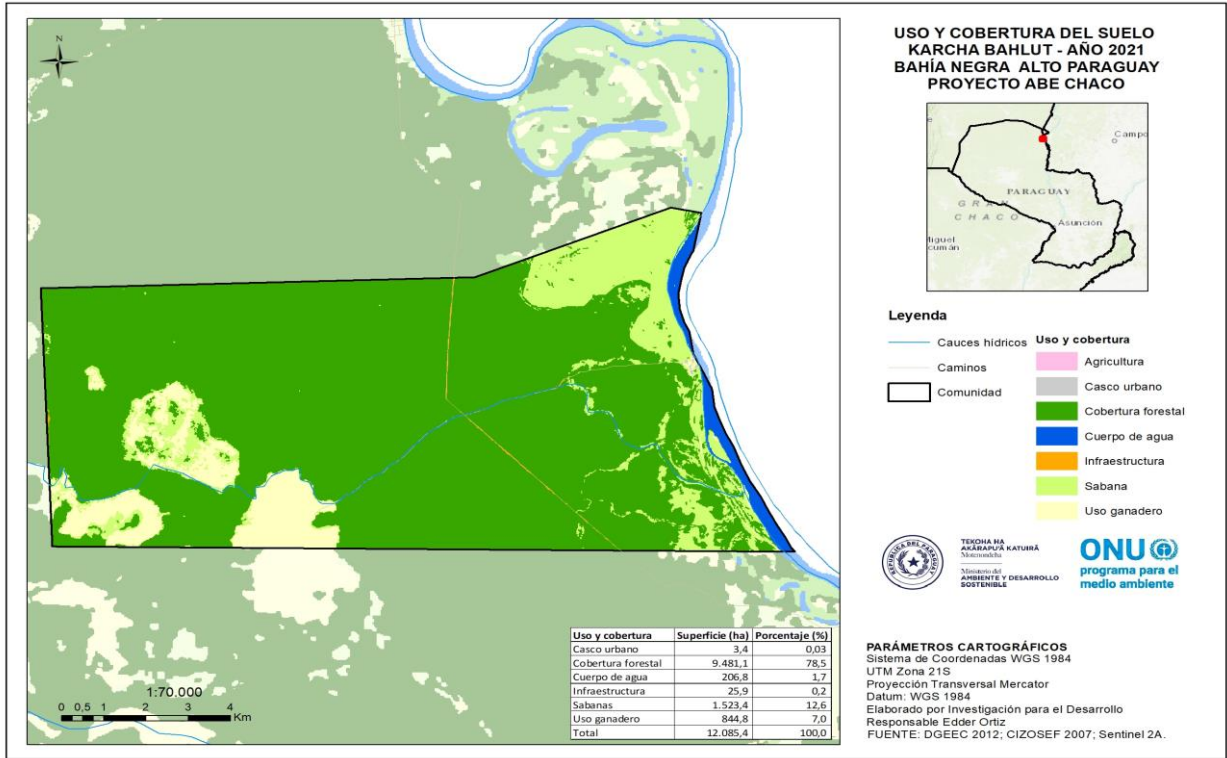 N
1:70.000
0 0,5 1 2 3 4
Km
Uso y cobertura Superficie (ha) Porcentaje (%)
Casco urbano 3,4 0,03
Cobertura forestal 9.481,1 78,5
Cuerpo de agua 206,8 1,7
Infraestructura 25,9 0,2
Sabanas 1.523,4 12,6
Uso ganadero 844,8 7,0
Total 12.085,4 100,0
USO Y COBERTURA DEL SUELO
KARCHA BAHLUT - AÑO 2021
BAHÍA NEGRA ALTO PARAGUAY
PROYECTO ABE CHACO
Campo
PARAGUAY
GRAN
CHACO
Asunción
Miguel
cumán
Leyenda
Cauces hídricos
Caminos
Comunidad
Uso y cobertura
Agricultura
Casco urbano
Cobertura forestal
Cuerpo de agua
Infraestructura
Sabana
Uso ganadero
REPUBLICA DEL PARAGUAY
TEKOHA HA
AKÃRAPU'Ã KATUIRÃ
Motenondeha
Ministerio del
AMBIENTE Y DESARROLLO
SOSTENIBLE
ONU
programa para el
medio ambiente
PARÁMETROS CARTOGRÁFICOS
Sistema de Coordenadas WGS 1984
UTM Zona 21S
Proyección Transversal Mercator
Datum: WGS 1984
Elaborado por Investigación para el Desarrollo
Responsable Edder Ortiz
FUENTE: DGEEC 2012; CIZOSEF 2007; Sentinel 2A.